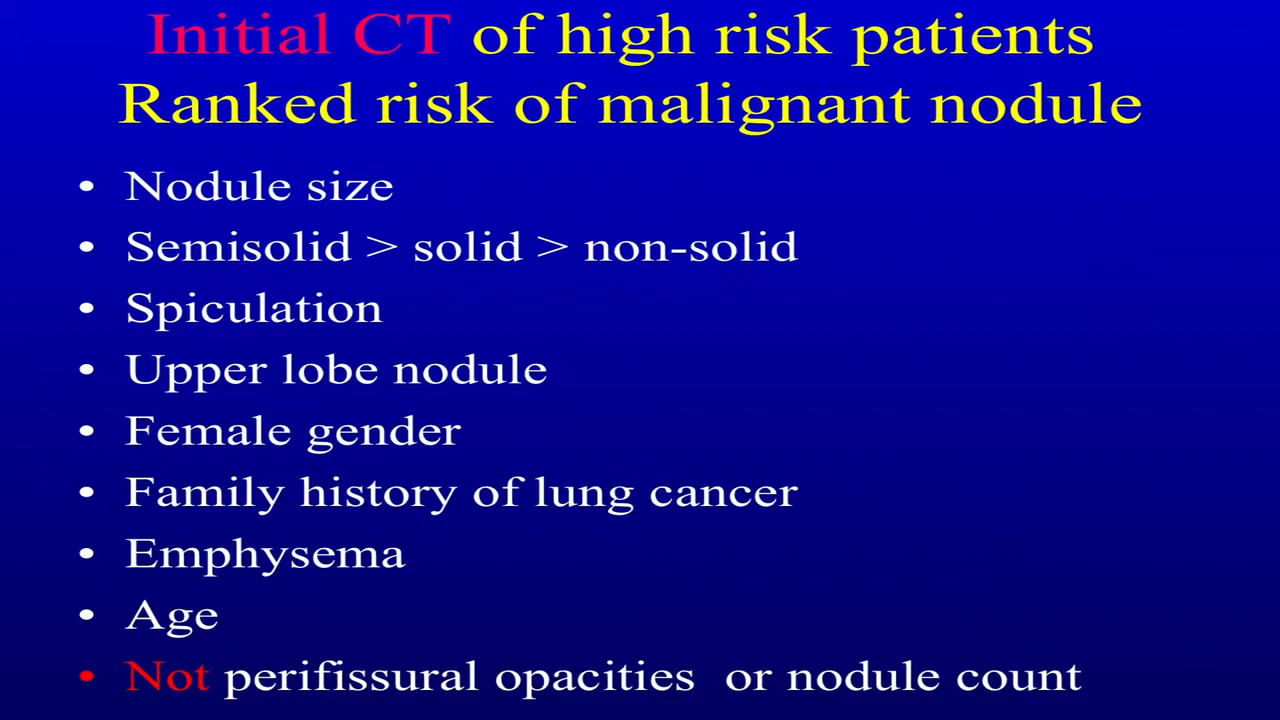 Initial CT of high risk patients
Ranked risk of malignant nodule
• Nodule size
• Semisolid > solid > non-solid
• Spiculation
• Upper lobe nodule
• Female gender
• Family history of lung cancer
• Emphysema
• Age
• Not perifissural opacities or nodule count